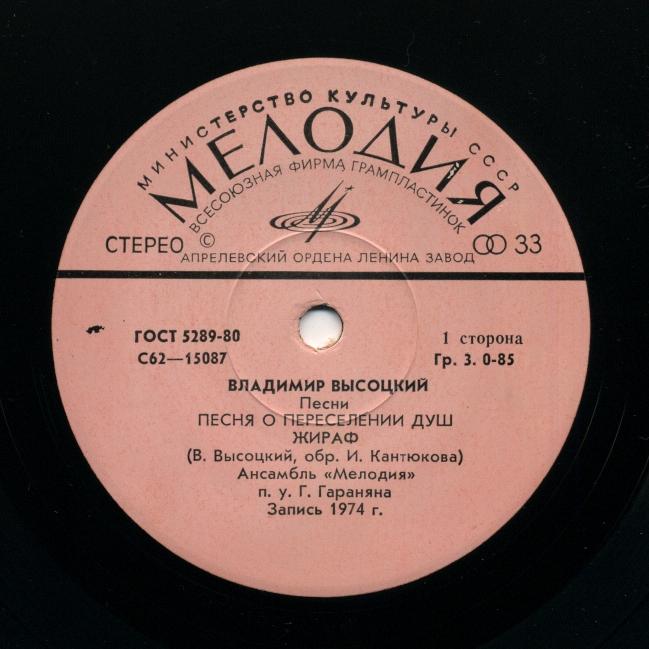 МИНИСТЕРСТВО КУЛЬТУРЫ СССР
МЕЛОДИЯ
ВСЕСОЮЗНАЯ ФИРМА ГРАМПЛАСТИНОК
СТЕРЕО © 33
АПРЕЛЕВСКИЙ ОРДЕНА ЛЕНИНА ЗАВОД
ГОСТ 5289-80 1 сторона
С62—15087 Гр. 3. 0-85
ВЛАДИМИР ВЫСОЦКИЙ
Песни
ПЕСНЯ О ПЕРЕСЕЛЕНИИ ДУШ
ЖИРАФ
(В. Высоцкий, обр. И. Кантюкова)
Ансамбль «Мелодия»
п. у. Г. Гараняна
Запись 1974 г.